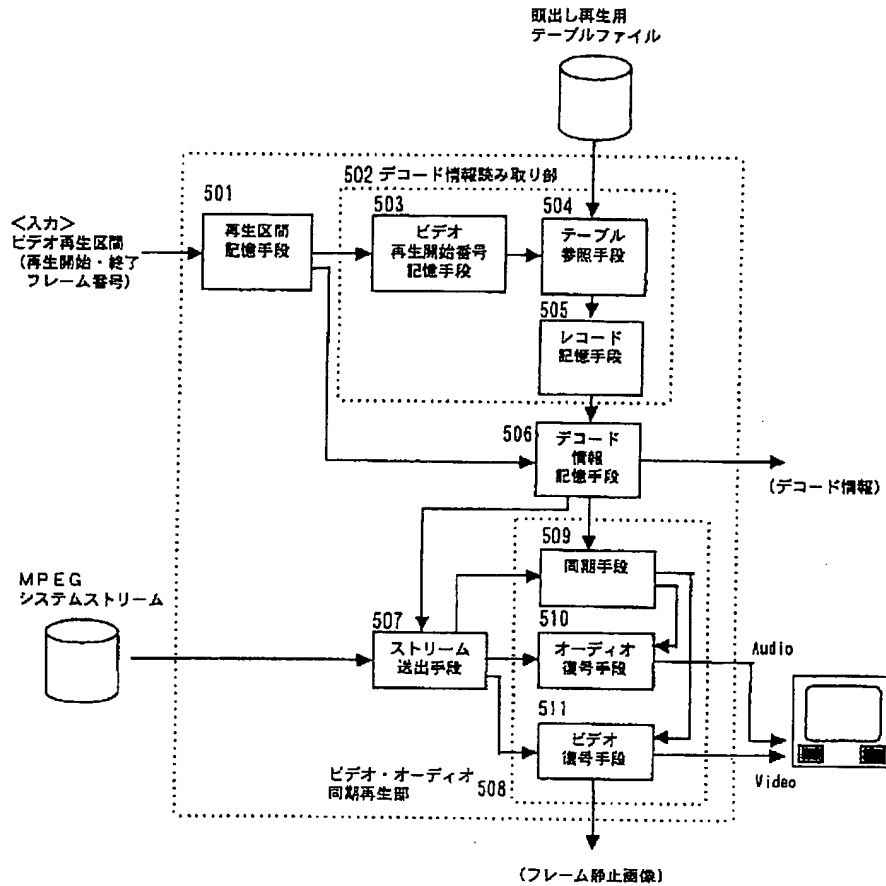 取出し再生用
テーブルファイル
502 デコード情報読み取り部
501
再生区間
記憶手段
503
ビデオ
再生開始番号
記憶手段
504
テーブル
参照手段
<入力>
ビデオ再生区間
(再生開始・終了
フレーム番号)
505
レコード
記憶手段
506
デコード
情報
記憶手段
(デコード情報)
509
同期手段
MPEG
システムストリーム
507
ストリーム
送出手段
510
オーディオ
復号手段
Audio
511
ビデオ
復号手段
Video
ビデオ・オーディオ
同期再生部
508
(フレーム静止画像)